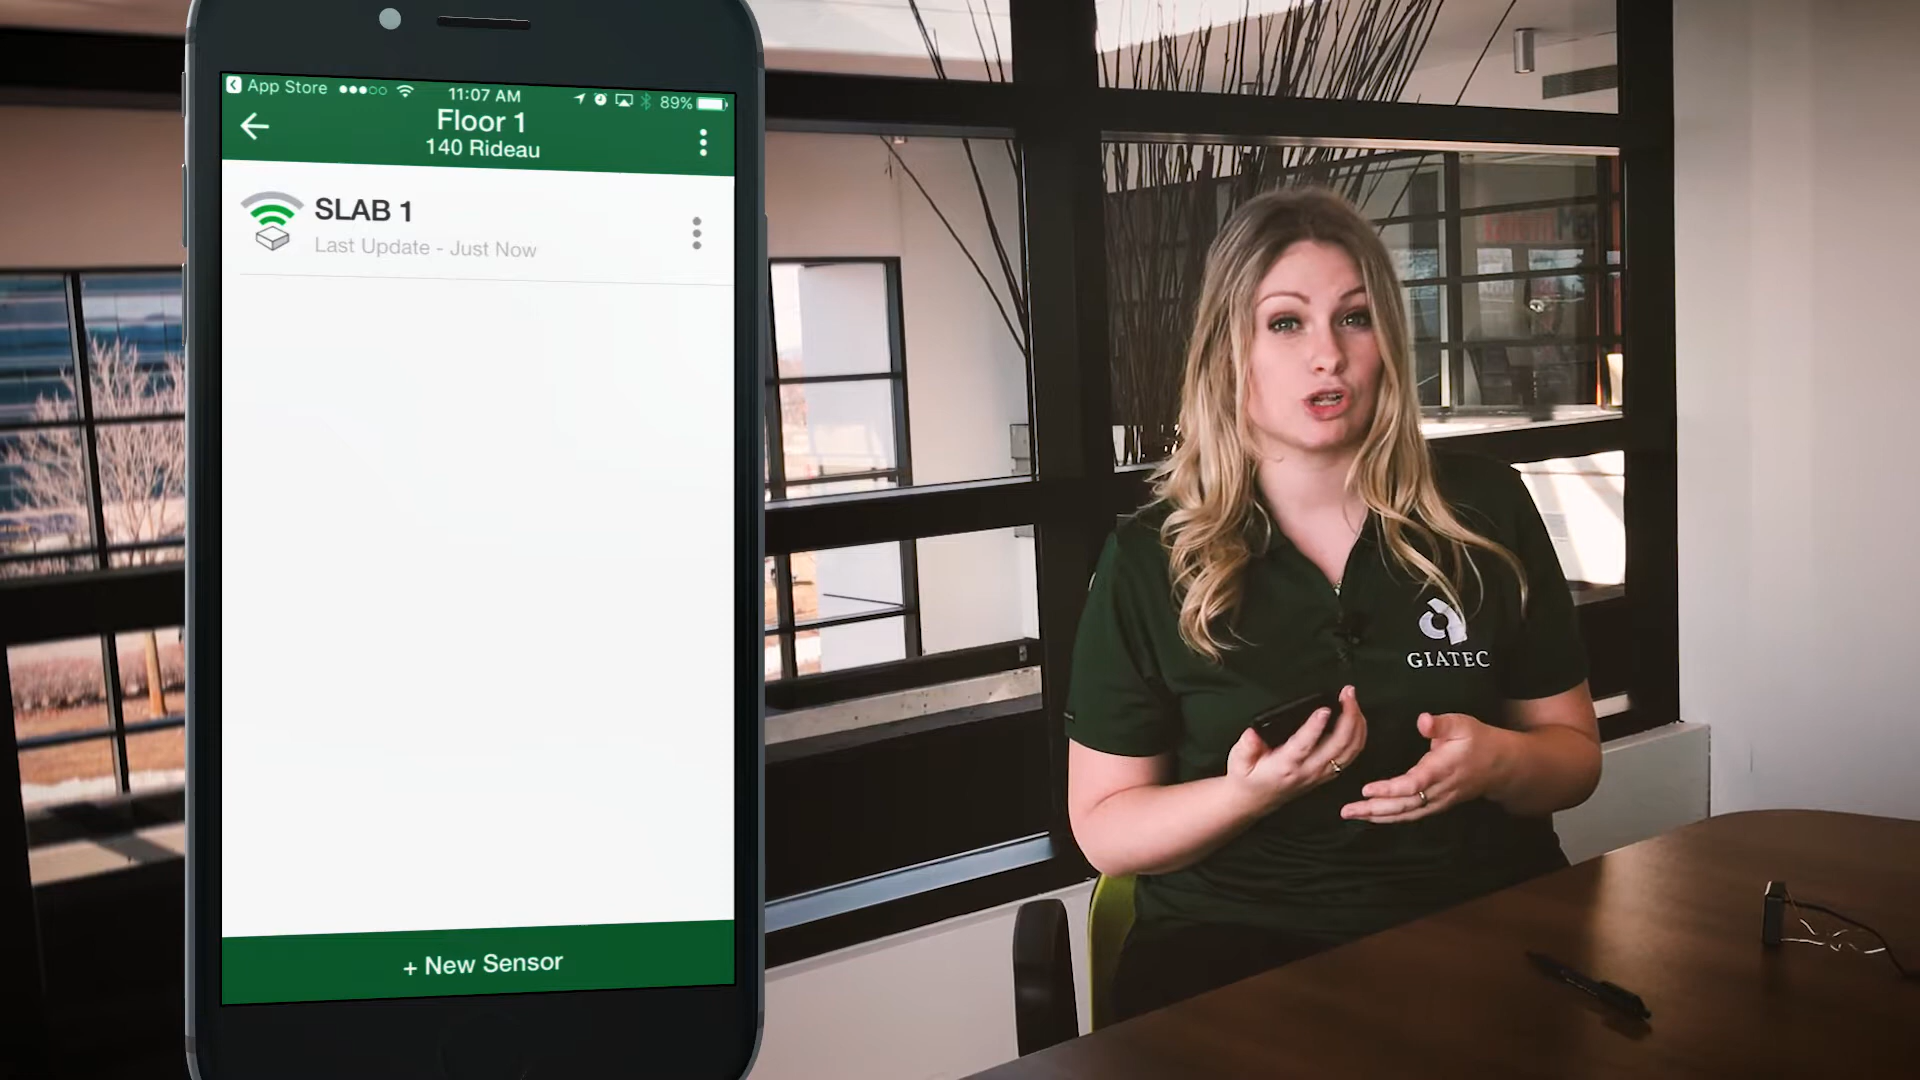 App Store
11:07 AM
89%
Floor 1
140 Rideau
SLAB 1
Last Update - Just Now
+ New Sensor
GIATEC